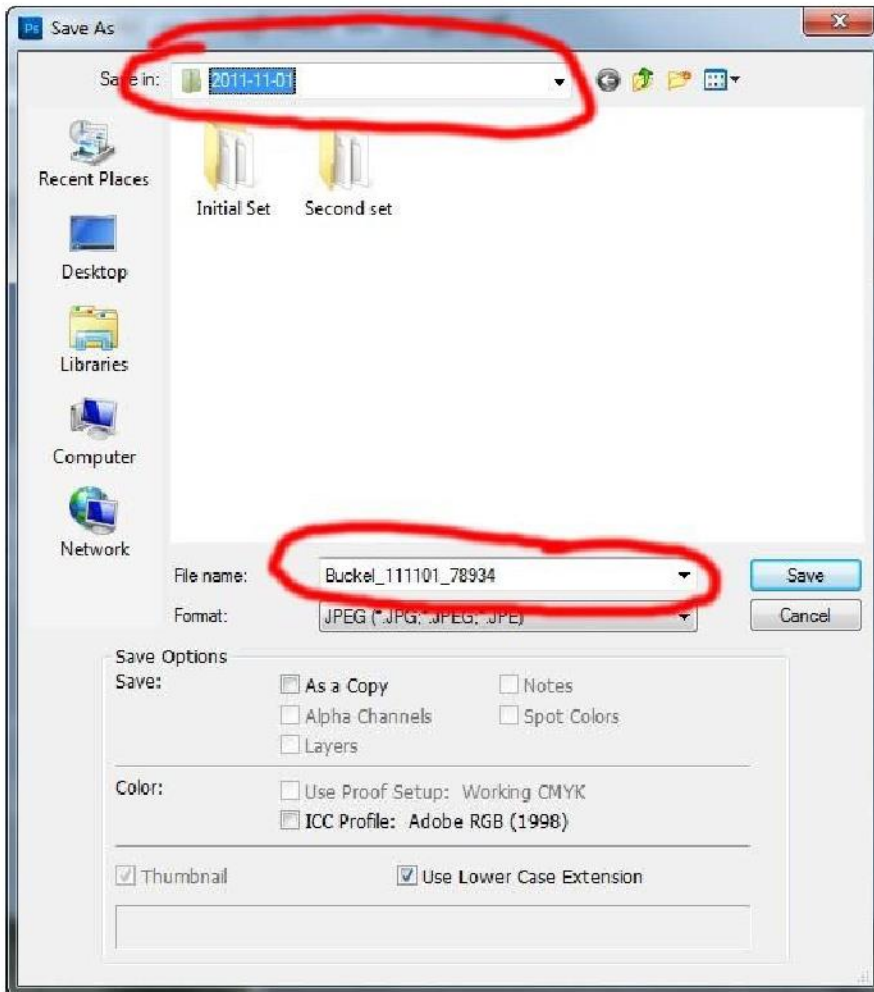 Ps Save As
Save in: 2011-11-01
Recent Places
Desktop
Libraries
Computer
Network
Initial Set Second set
File name: Buckel_111101_78934
Format: JPEG (*.JPG;*.JPEG;*.JPE)
Save
Cancel
Save Options
Save: As a Copy Notes
Alpha Channels Spot Colors
Layers
Color: Use Proof Setup: Working CMYK
ICC Profile: Adobe RGB (1998)
Thumbnail Use Lower Case Extension